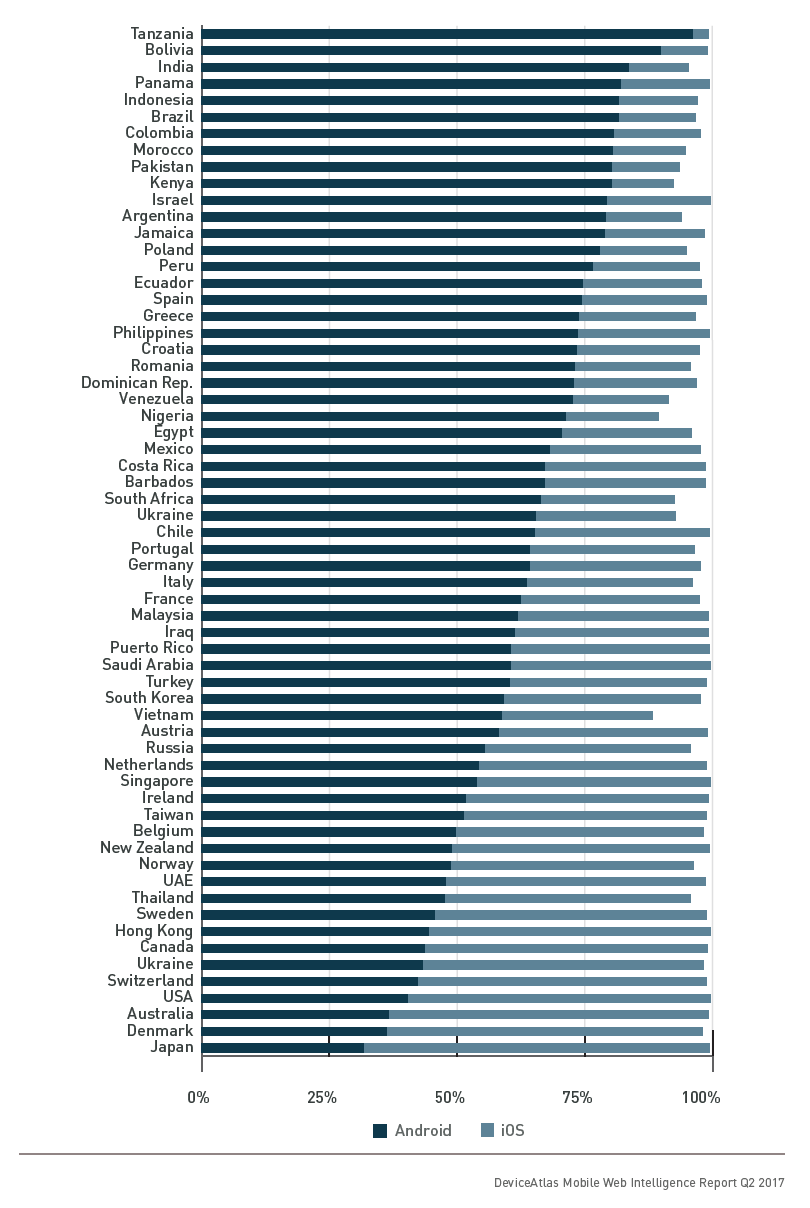 Tanzania
Bolivia
India
Panama
Indonesia
Brazil
Colombia
Morocco
Pakistan
Kenya
Israel
Argentina
Jamaica
Poland
Peru
Ecuador
Spain
Greece
Philippines
Croatia
Romania
Dominican Rep.
Venezuela
Nigeria
Egypt
Mexico
Costa Rica
Barbados
South Africa
Ukraine
Chile
Portugal
Germany
Italy
France
Malaysia
Iraq
Puerto Rico
Saudi Arabia
Turkey
South Korea
Vietnam
Austria
Russia
Netherlands
Singapore
Ireland
Taiwan
Belgium
New Zealand
Norway
UAE
Thailand
Sweden
Hong Kong
Canada
Ukraine
Switzerland
USA
Australia
Denmark
Japan
0% 25% 50% 75% 100%
Android iOS
DeviceAtlas Mobile Web Intelligence Report Q2 2017